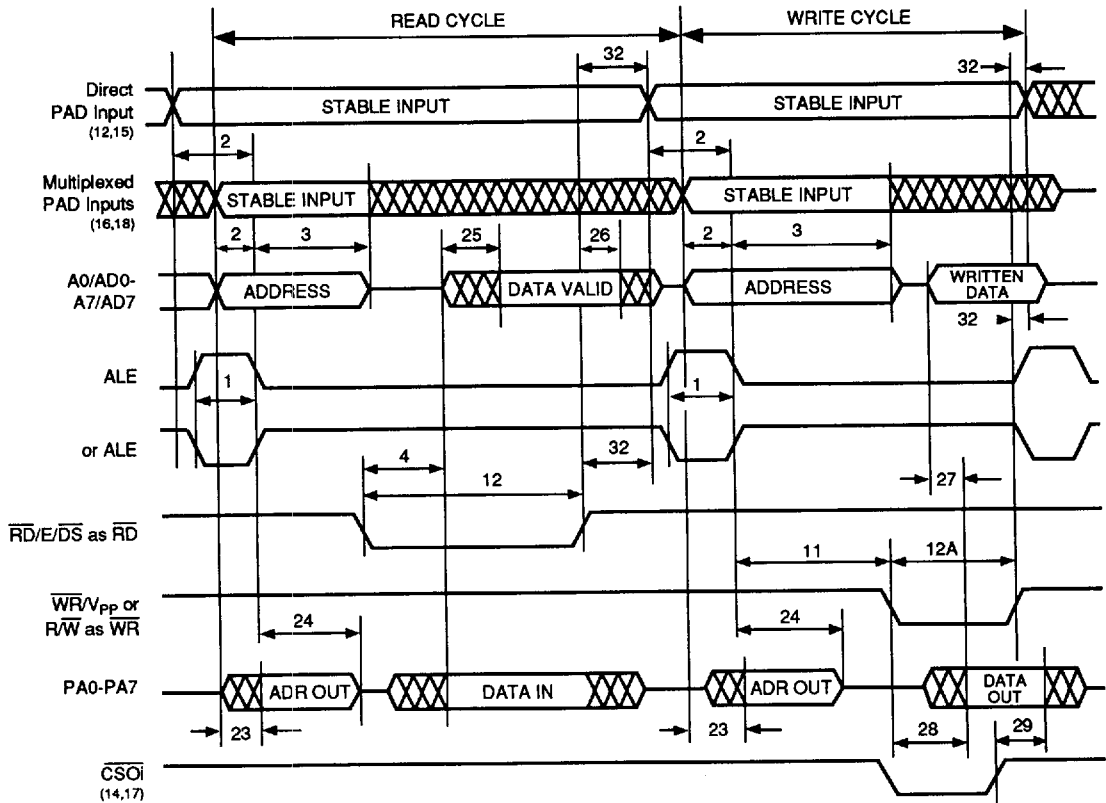 READ CYCLE
WRITE CYCLE
32
32
Direct
PAD Input
(12,15)
STABLE INPUT
STABLE INPUT
2
2
Multiplexed
PAD Inputs
(16,18)
STABLE INPUT
STABLE INPUT
2
3
25
26
2
3
A0/AD0-
A7/AD7
ADDRESS
DATA VALID
ADDRESS
WRITTEN
DATA
32
ALE
1
1
or ALE
4
32
12
27
RD/E/DS as RD
11
12A
WR/VPP or
R/W as WR
24
24
PA0-PA7
ADR OUT
DATA IN
ADR OUT
DATA
OUT
23
23
28
29
CSOi
(14,17)